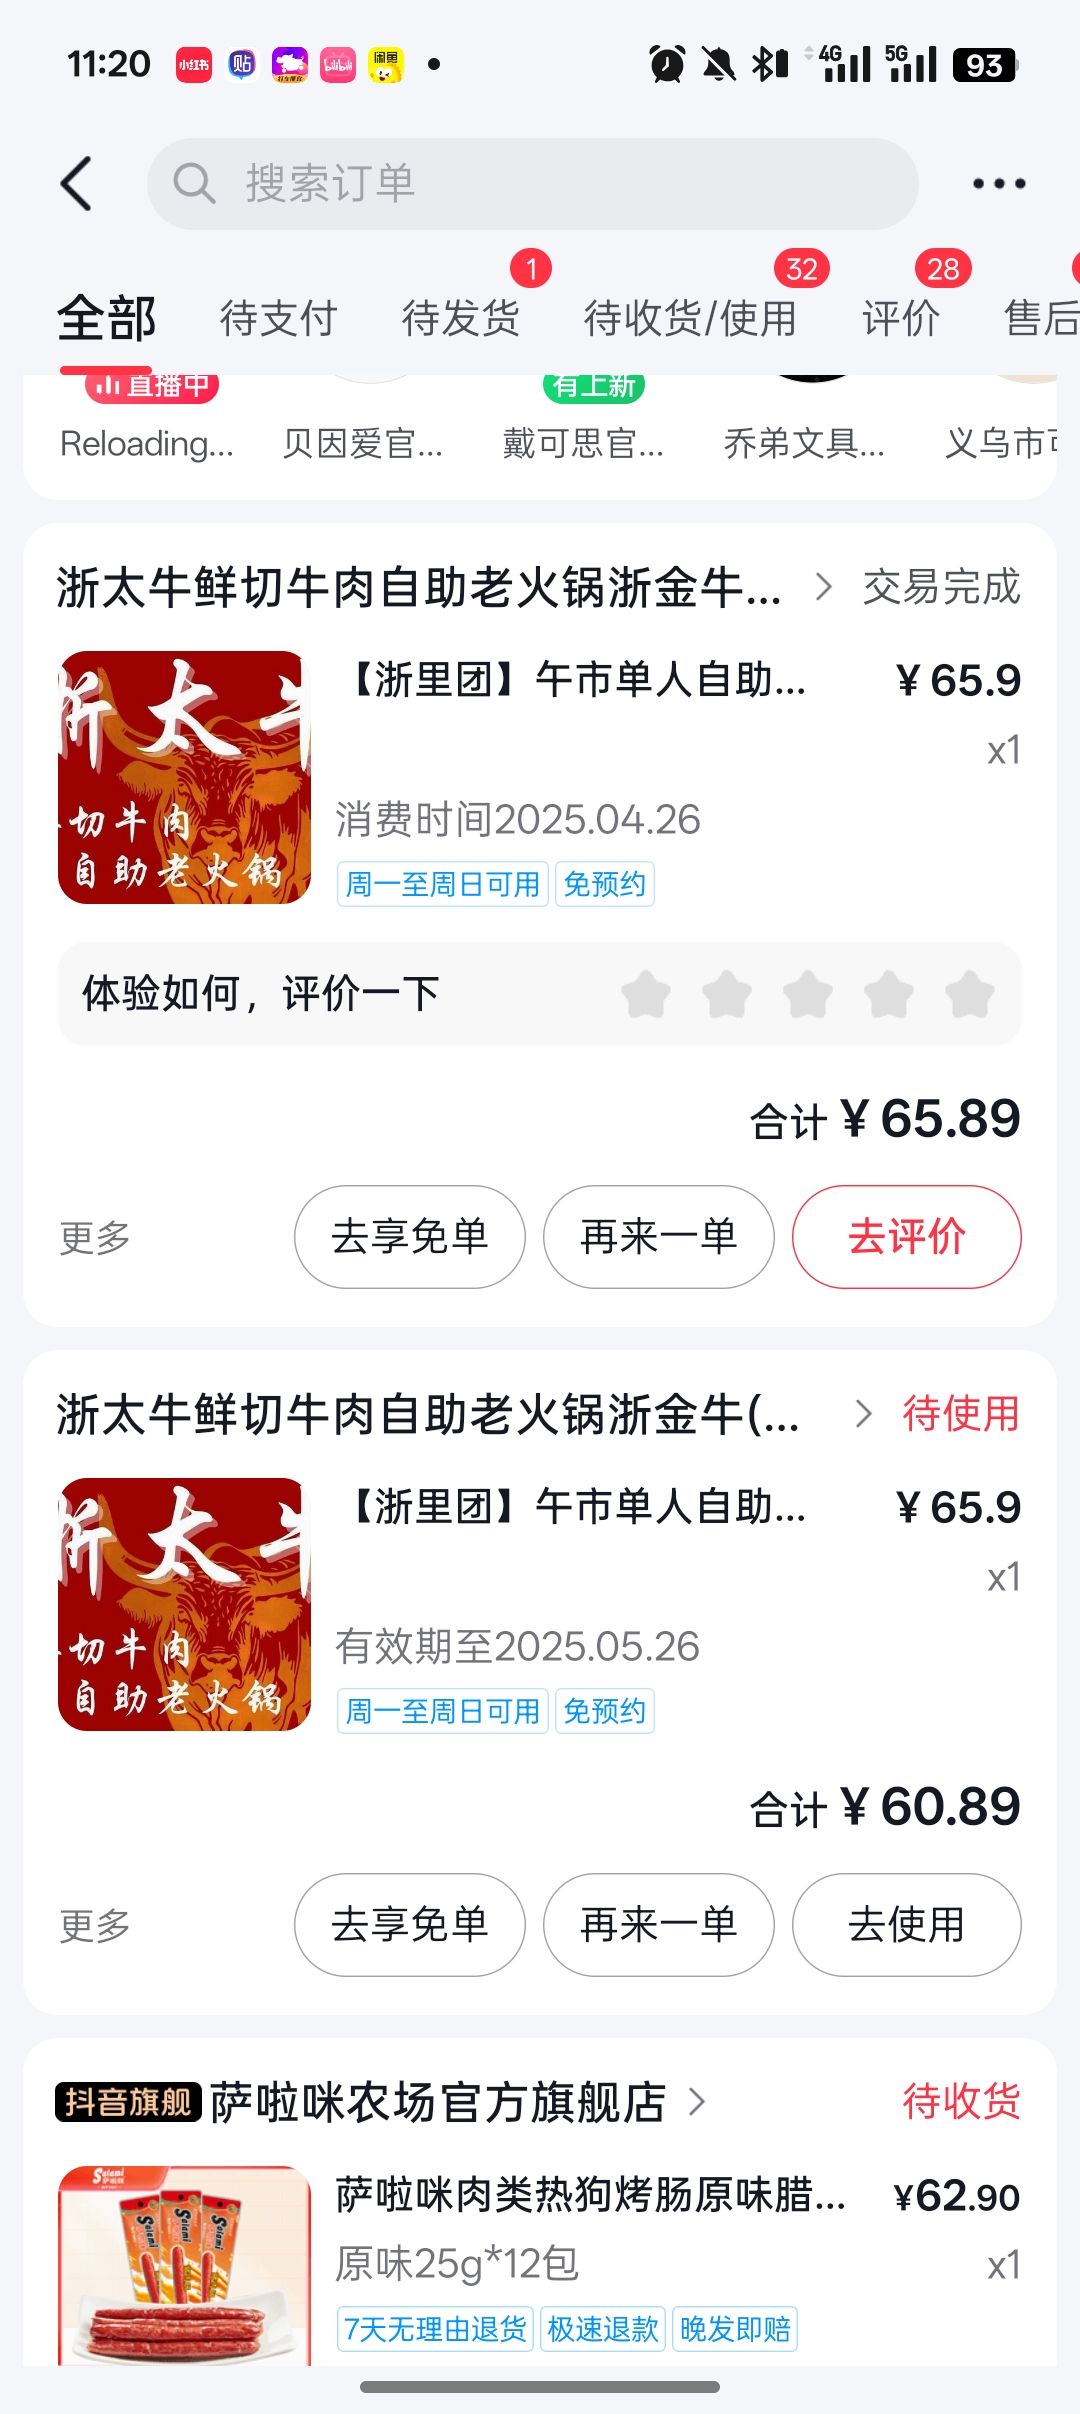 11:20 小红书 贴 bilibili 闲鱼 4G 5G 93
搜索订单
全部 待支付 待发货 1 待收货/使用 32 评价 28 售后
直播中 有上新
Reloading... 贝因爱官... 戴可思官... 乔弟文具... 义乌市
浙太牛鲜切牛肉自助老火锅浙金牛... 交易完成
浙太牛
切牛肉
自助老火锅
【浙里团】午市单人自助... ¥ 65.9
x1
消费时间2025.04.26
周一至周日可用 免预约
体验如何，评价一下
合计 ¥ 65.89
更多 去享免单 再来一单 去评价
浙太牛鲜切牛肉自助老火锅浙金牛(... 待使用
浙太牛
切牛肉
自助老火锅
【浙里团】午市单人自助... ¥ 65.9
x1
有效期至2025.05.26
周一至周日可用 免预约
合计 ¥ 60.89
更多 去享免单 再来一单 去使用
抖音旗舰 萨啦咪农场官方旗舰店 待收货
Salami
Salami Salami Salami
萨啦咪肉类热狗烤肠原味腊... ¥62.90
原味25g*12包 x1
7天无理由退货 极速退款 晚发即赔